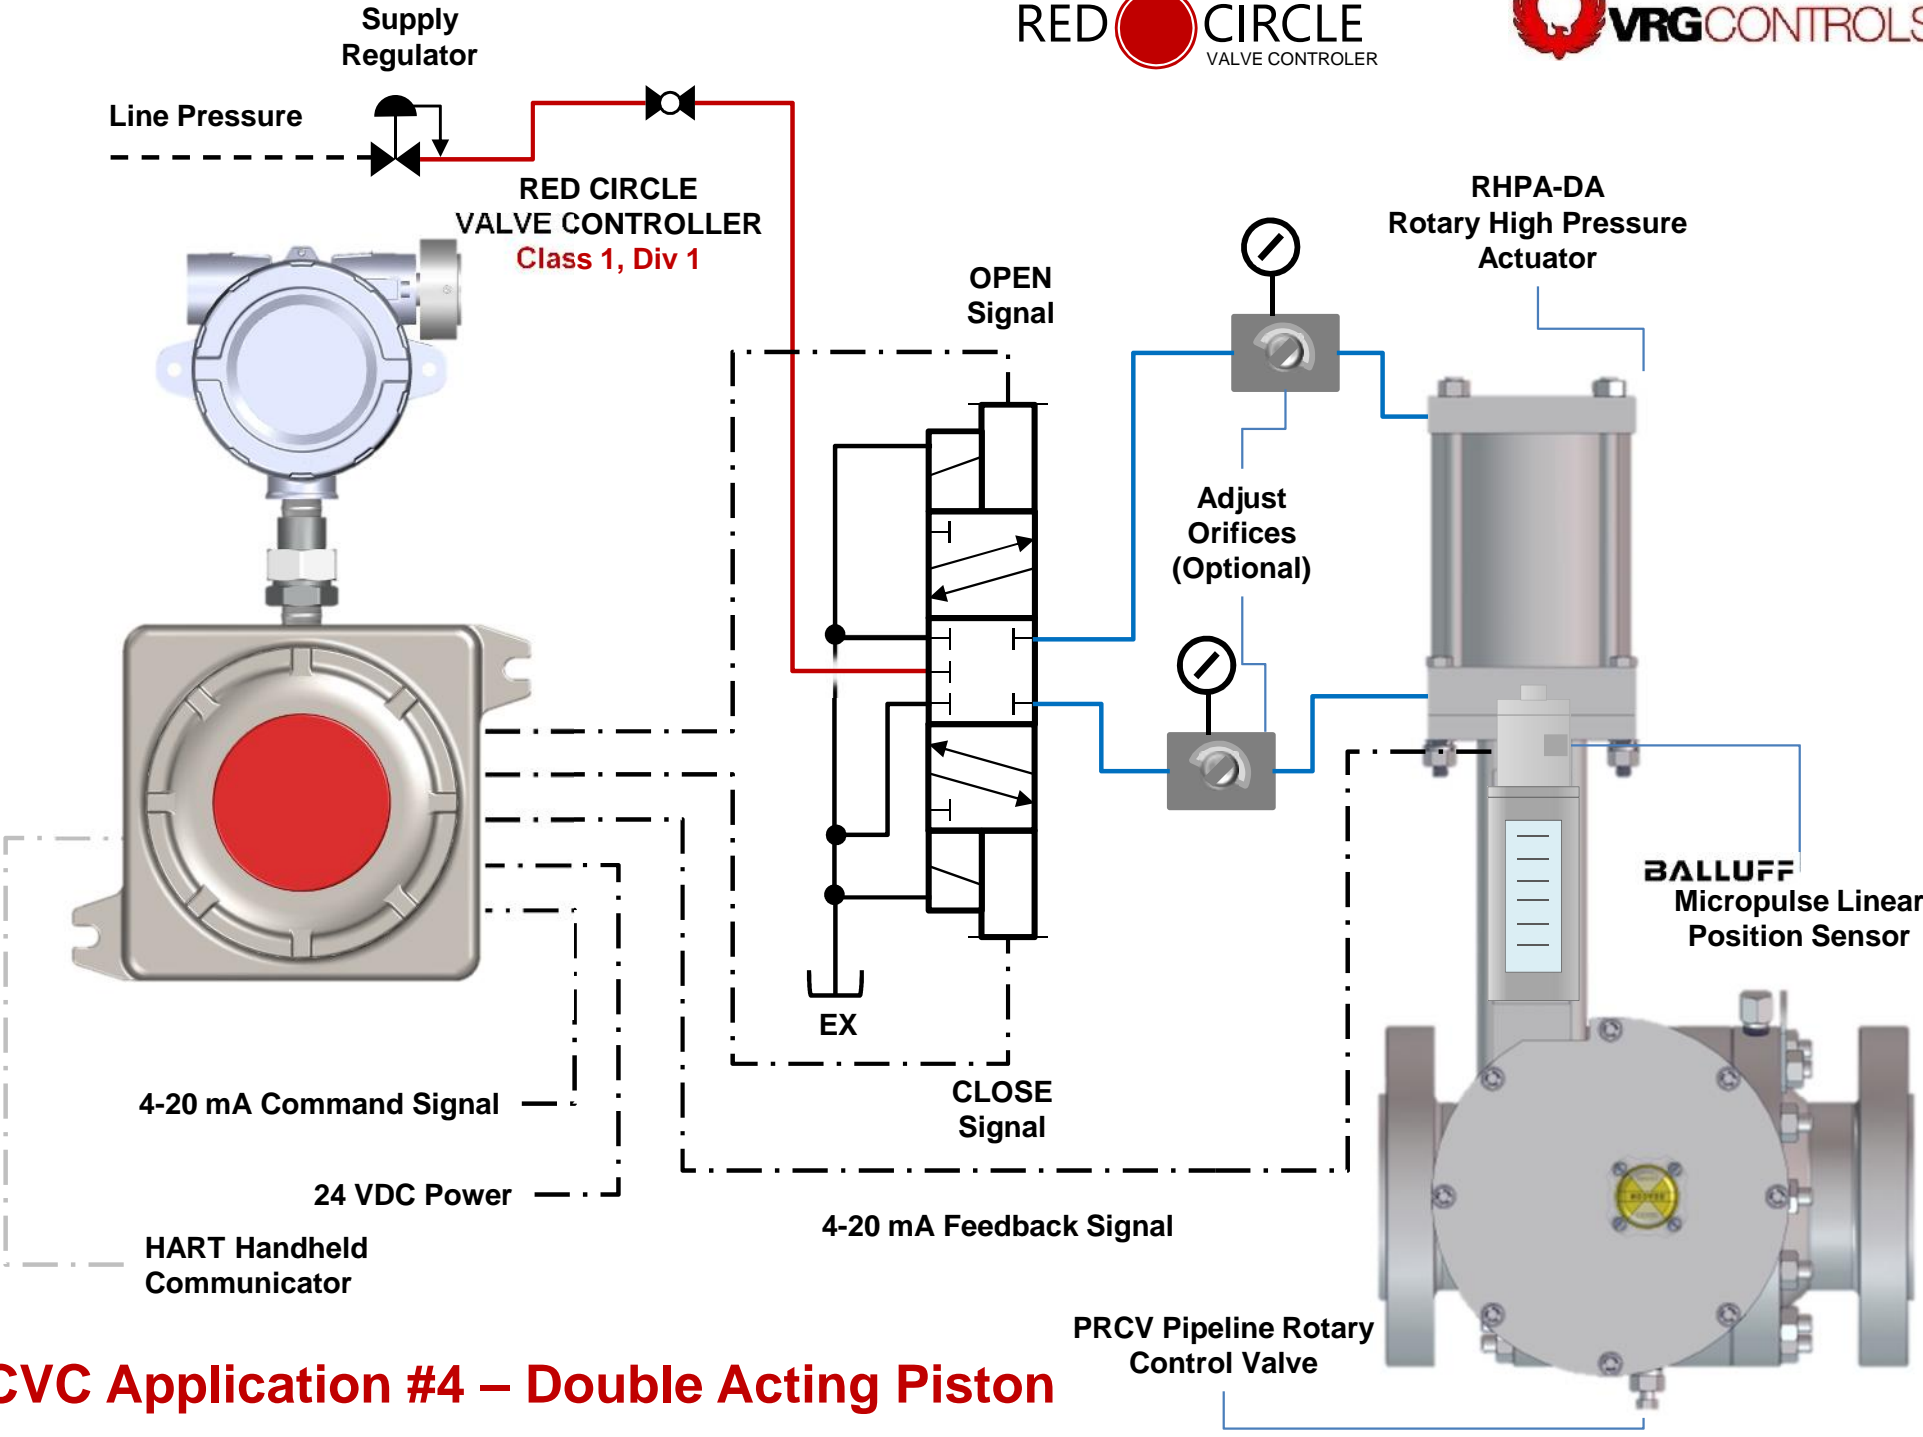 Supply
Regulator
RED CIRCLE
VALVE CONTROLER
VRG CONTROLS
Line Pressure
RED CIRCLE
VALVE CONTROLLER
Class 1, Div 1
RHPA-DA
Rotary High Pressure
Actuator
OPEN
Signal
Adjust
Orifices
(Optional)
BALLUFF
Micropulse Linear
Position Sensor
EX
CLOSE
Signal
4-20 mA Command Signal
24 VDC Power
4-20 mA Feedback Signal
HART Handheld
Communicator
PRCV Pipeline Rotary
Control Valve
CVC Application #4 – Double Acting Piston